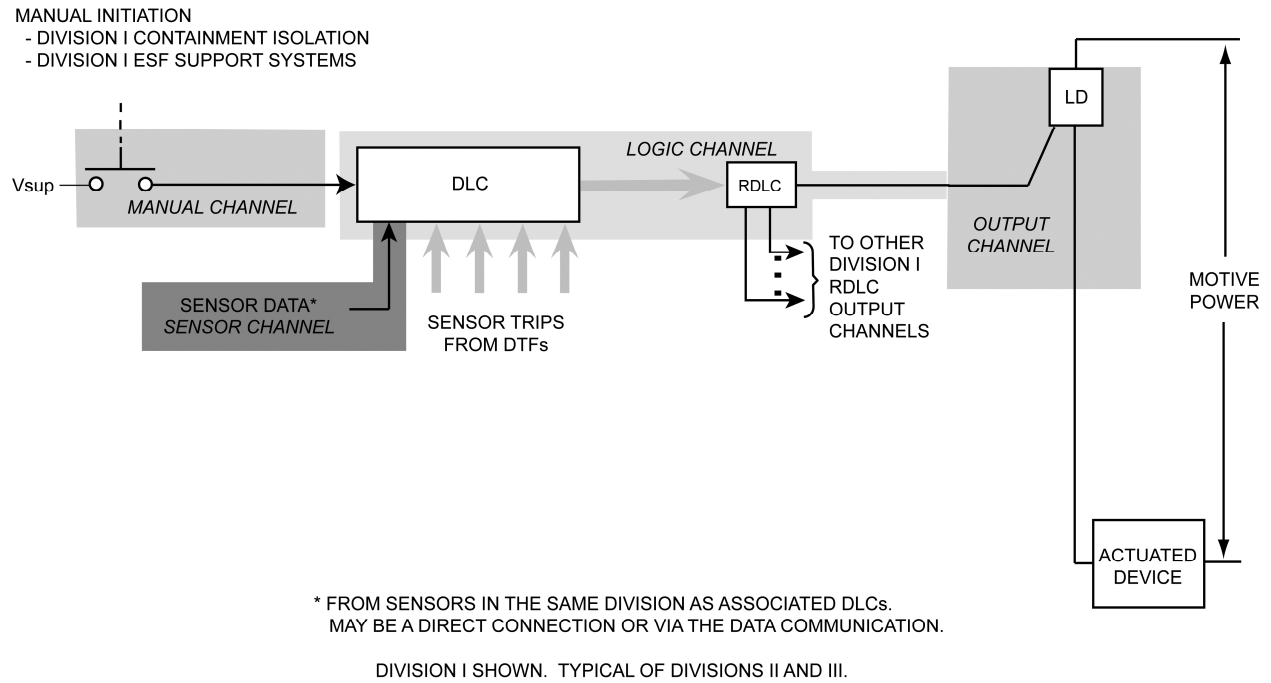 MANUAL INITIATION
- DIVISION I CONTAINMENT ISOLATION
- DIVISION I ESF SUPPORT SYSTEMS
Vsup
MANUAL CHANNEL
DLC
LOGIC CHANNEL
RDLC
LD
OUTPUT
CHANNEL
SENSOR DATA*
SENSOR CHANNEL
SENSOR TRIPS
FROM DTFs
TO OTHER
DIVISION I
RDLC
OUTPUT
CHANNELS
MOTIVE
POWER
ACTUATED
DEVICE
* FROM SENSORS IN THE SAME DIVISION AS ASSOCIATED DLCs.
MAY BE A DIRECT CONNECTION OR VIA THE DATA COMMUNICATION.
DIVISION I SHOWN. TYPICAL OF DIVISIONS II AND III.